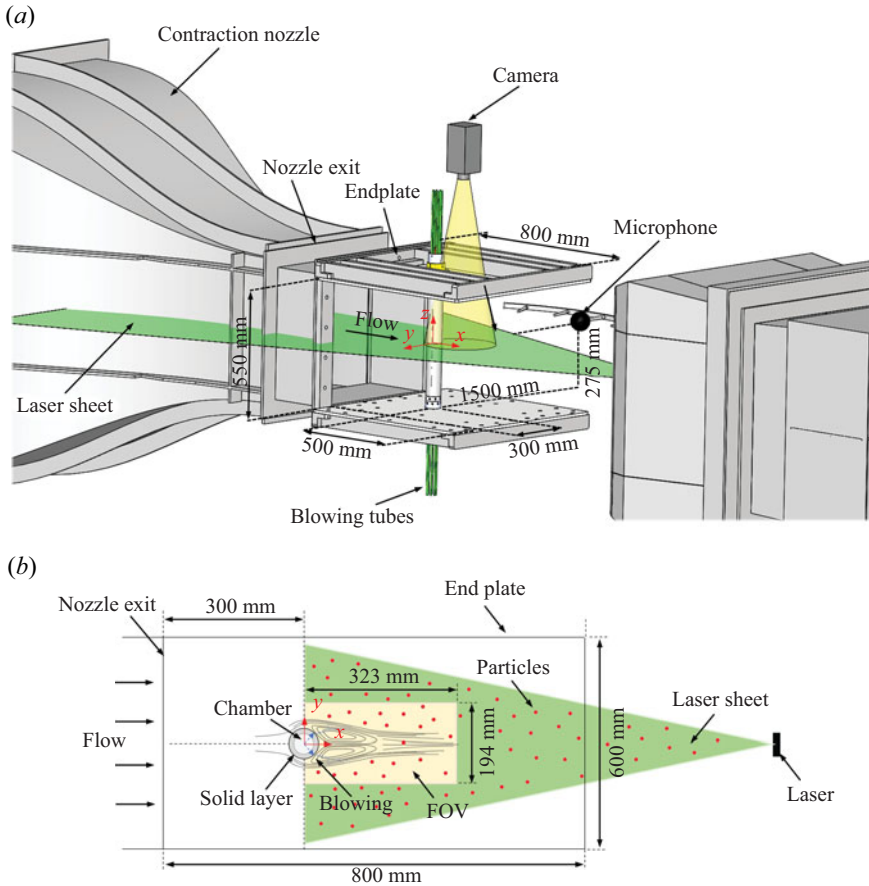 (a)
Contraction nozzle
Camera
Nozzle exit
Endplate
800 mm
Microphone
z
Flow
y
x
550 mm
275 mm
Laser sheet
1500 mm
500 mm
300 mm
Blowing tubes
(b)
End plate
Nozzle exit
300 mm
Particles
323 mm
Chamber
y
Laser sheet
x
Flow
194 mm
600 mm
Solid layer
Blowing
FOV
Laser
800 mm